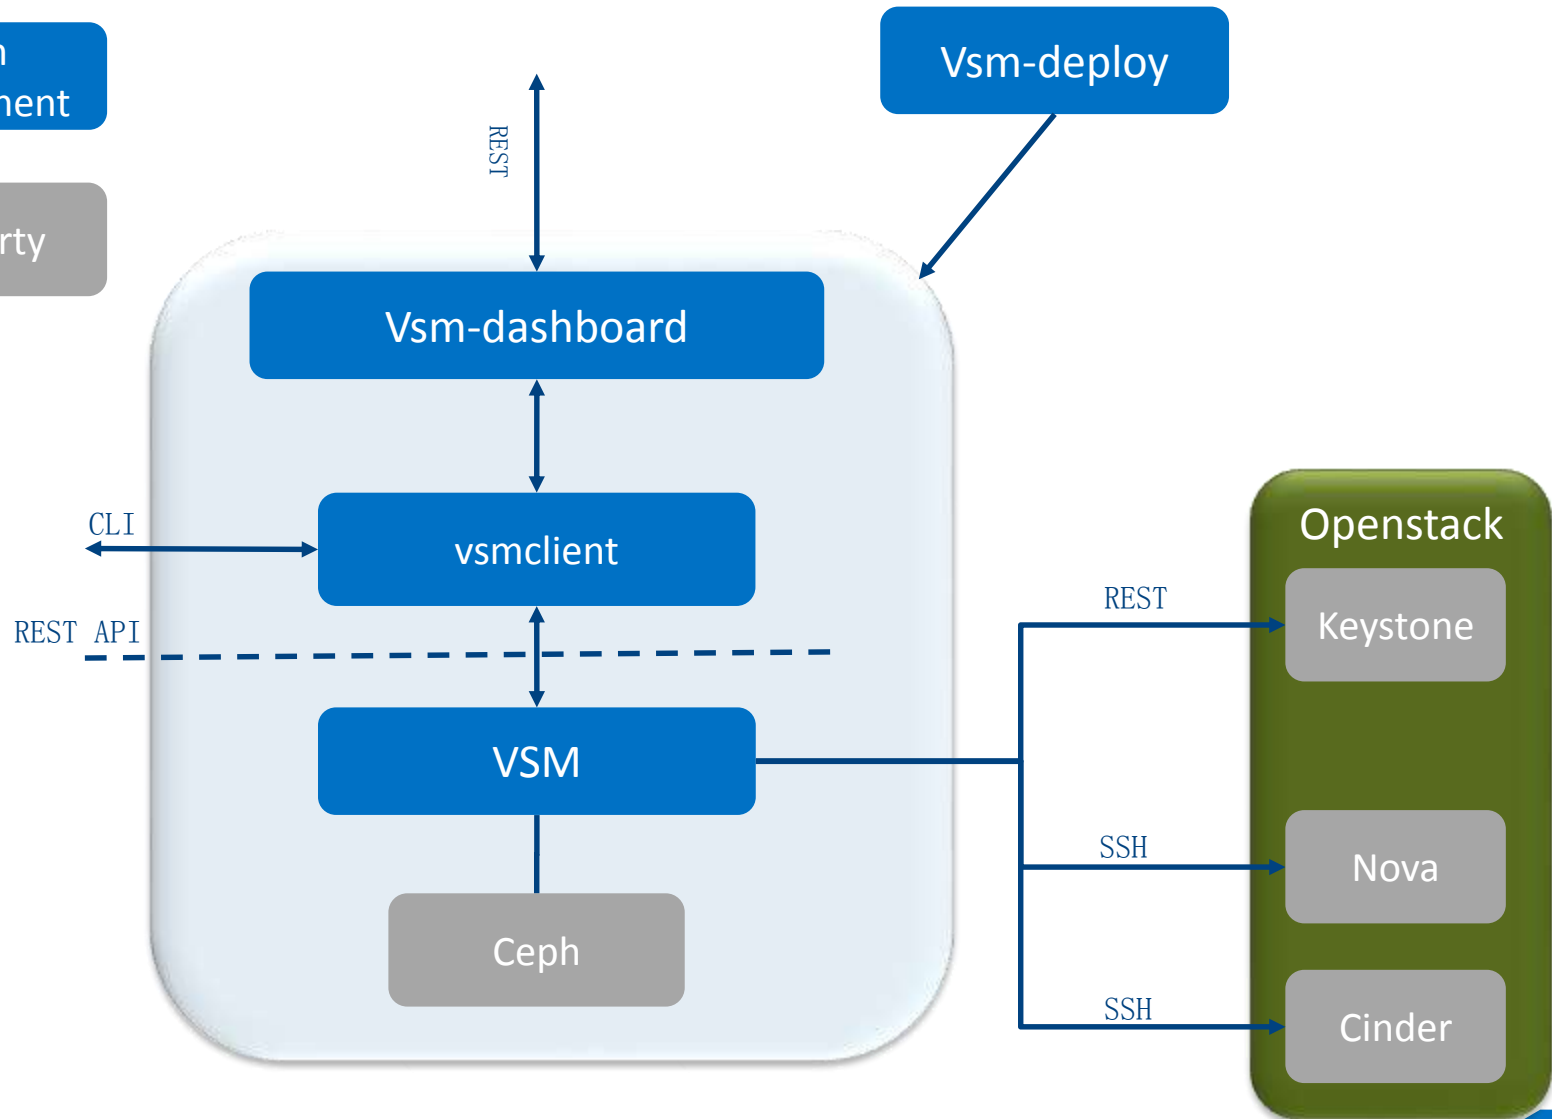 Vsm-deploy
REST
Vsm-dashboard
CLI
vsmclient
REST API
VSM
Ceph
Openstack
REST
Keystone
SSH
Nova
SSH
Cinder